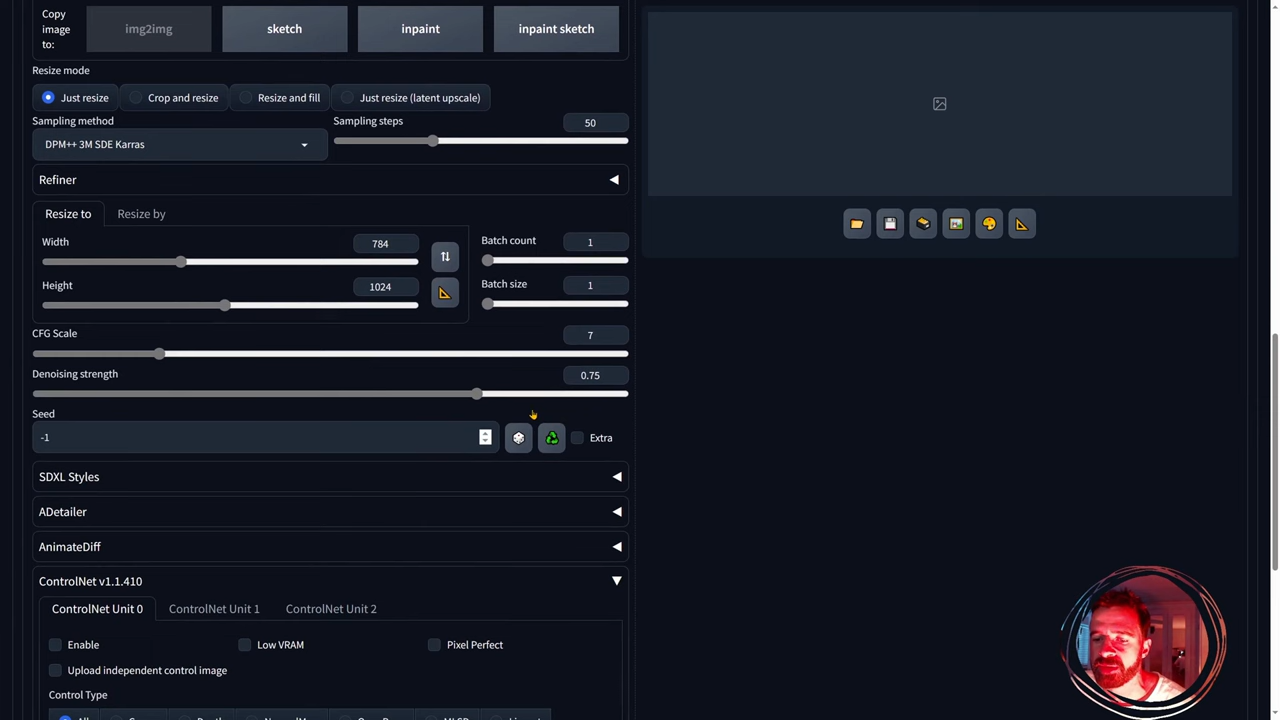 Copy
image
to:
img2img
sketch
inpaint
inpaint sketch
Resize mode
Just resize
Crop and resize
Resize and fill
Just resize (latent upscale)
Sampling method
Sampling steps
50
DPM++ 3M SDE Karras
Refiner
Resize to
Resize by
Width
784
Batch count
1
Height
1024
Batch size
1
CFG Scale
7
Denoising strength
0.75
Seed
-1
Extra
SDXL Styles
ADetailer
AnimateDiff
ControlNet v1.1.410
ControlNet Unit 0
ControlNet Unit 1
ControlNet Unit 2
Enable
Low VRAM
Pixel Perfect
Upload independent control image
Control Type